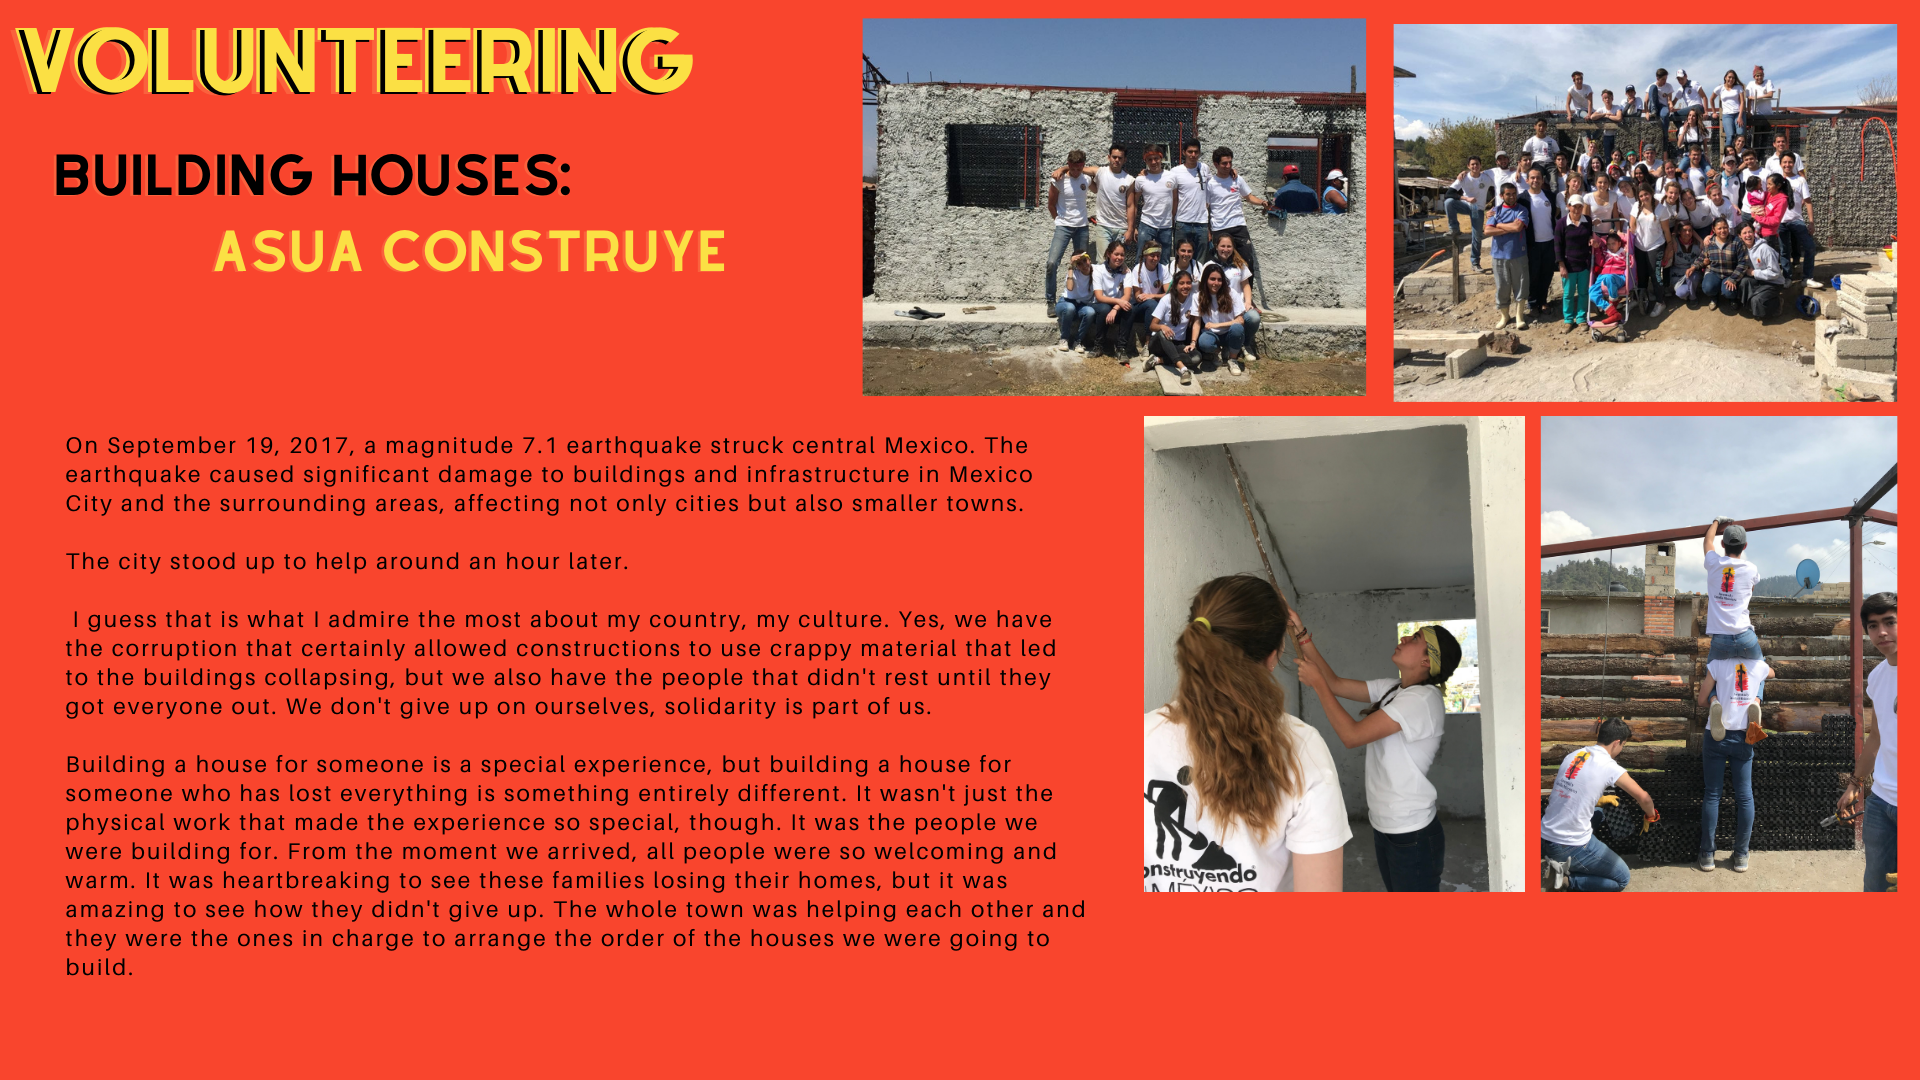 VOLUNTEERING
BUILDING HOUSES:
ASUA CONSTRUYE
On September 19, 2017, a magnitude 7.1 earthquake struck central Mexico. The
earthquake caused significant damage to buildings and infrastructure in Mexico
City and the surrounding areas, affecting not only cities but also smaller towns.
The city stood up to help around an hour later.
I guess that is what I admire the most about my country, my culture. Yes, we have
the corruption that certainly allowed constructions to use crappy material that led
to the buildings collapsing, but we also have the people that didn't rest until they
got everyone out. We don't give up on ourselves, solidarity is part of us.
Building a house for someone is a special experience, but building a house for
someone who has lost everything is something entirely different. It wasn't just the
physical work that made the experience so special, though. It was the people we
were building for. From the moment we arrived, all people were so welcoming and
warm. It was heartbreaking to see these families losing their homes, but it was
amazing to see how they didn't give up. The whole town was helping each other and
they were the ones in charge to arrange the order of the houses we were going to
build.
onstruyendo
MÉXICO